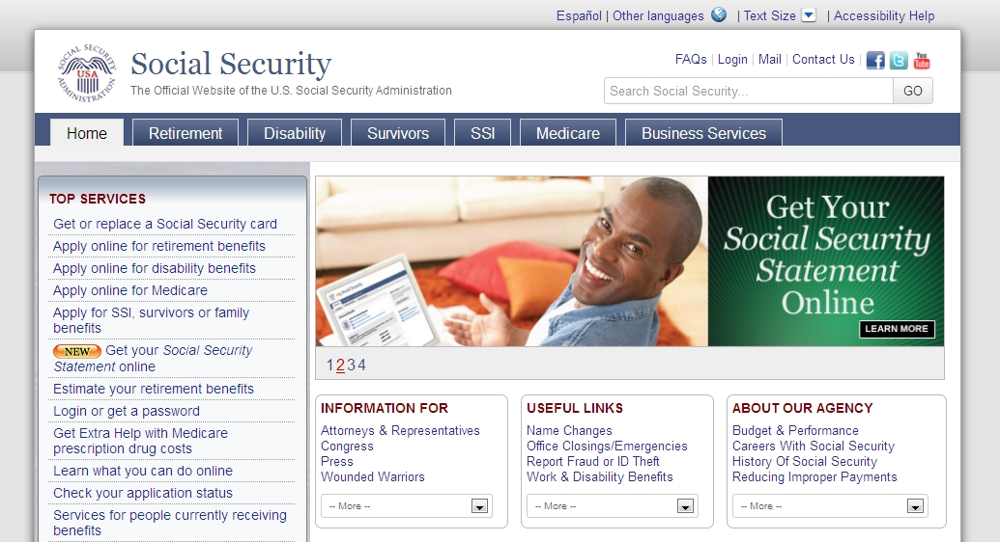 Español | Other languages | Text Size | Accessibility Help
SOCIAL SECURITY ADMINISTRATION
USA
Social Security
The Official Website of the U.S. Social Security Administration
FAQs | Login | Mail | Contact Us |
You Tube
Search Social Security...
GO
Home
Retirement
Disability
Survivors
SSI
Medicare
Business Services
TOP SERVICES
Get or replace a Social Security card
Apply online for retirement benefits
Apply online for disability benefits
Apply online for Medicare
Apply for SSI, survivors or family
benefits
NEW Get your Social Security
Statement online
Estimate your retirement benefits
Login or get a password
Get Extra Help with Medicare
prescription drug costs
Learn what you can do online
Check your application status
Services for people currently receiving
benefits
Get Your
Social Security
Statement
Online
LEARN MORE
1 2 3 4
INFORMATION FOR
Attorneys & Representatives
Congress
Press
Wounded Warriors
-- More --
USEFUL LINKS
Name Changes
Office Closings/Emergencies
Report Fraud or ID Theft
Work & Disability Benefits
-- More --
ABOUT OUR AGENCY
Budget & Performance
Careers With Social Security
History Of Social Security
Reducing Improper Payments
-- More --